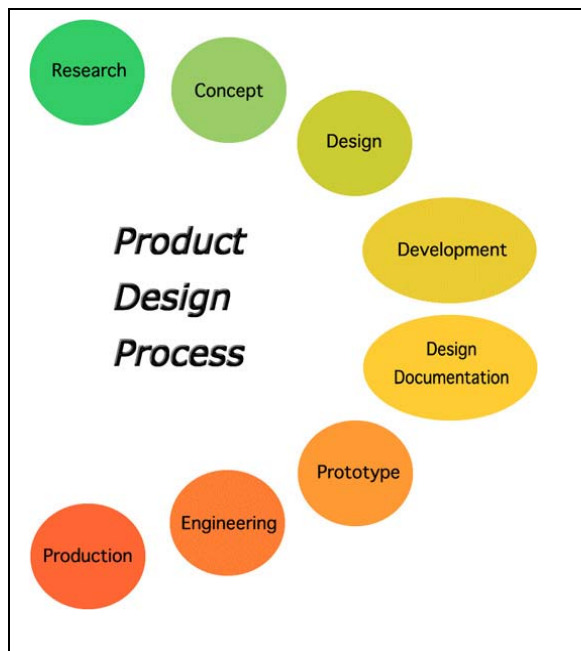 Research
Concept
Design
Development
Design
Documentation
Prototype
Engineering
Production
Product
Design
Process